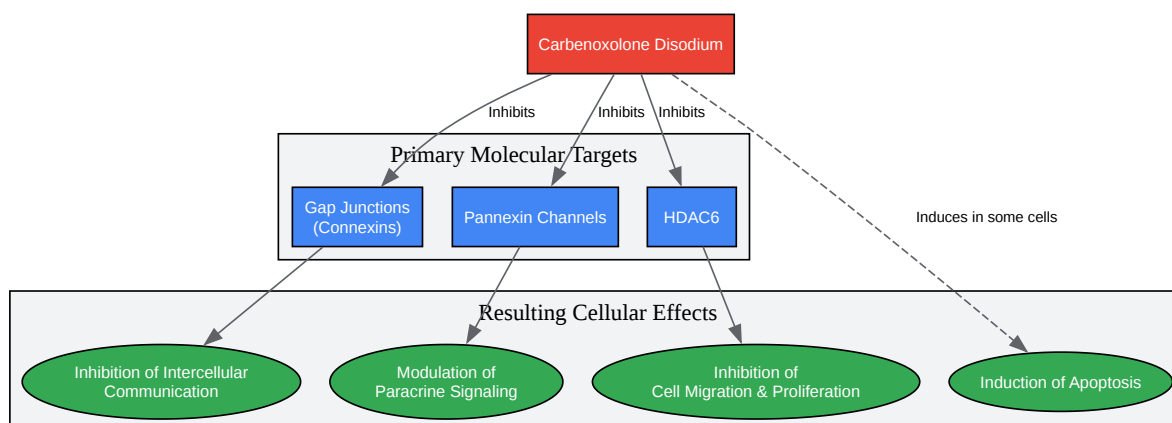 Carbenoxolone Disodium
Inhibits
Inhibits
Inhibits
Primary Molecular Targets
Gap Junctions
(Connexins)
Pannexin Channels
HDAC6
Induces in some cells
Resulting Cellular Effects
Inhibition of Intercellular
Communication
Modulation of
Paracrine Signaling
Inhibition of
Cell Migration & Proliferation
Induction of Apoptosis